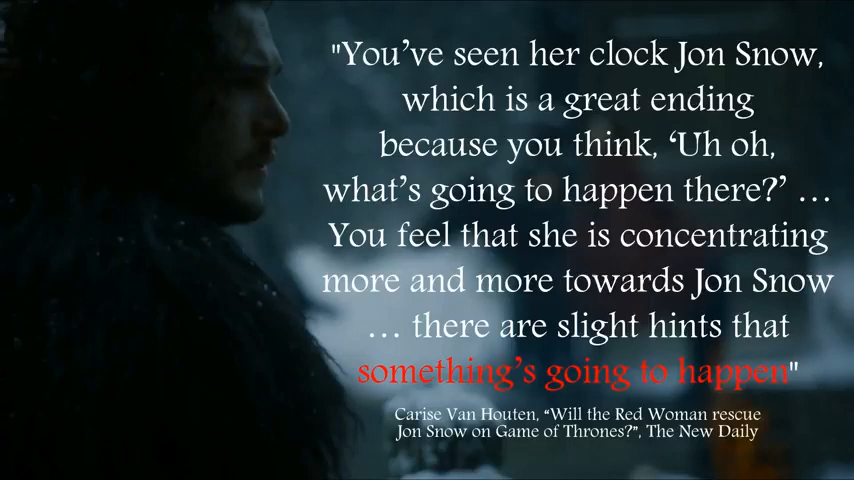 "You've seen her clock Jon Snow,
which is a great ending
because you think, ‘Uh oh,
what's going to happen there?’ …
You feel that she is concentrating
more and more towards Jon Snow
… there are slight hints that
something's going to happen"
Carise Van Houten, “Will the Red Woman rescue
Jon Snow on Game of Thrones?”, The New Daily